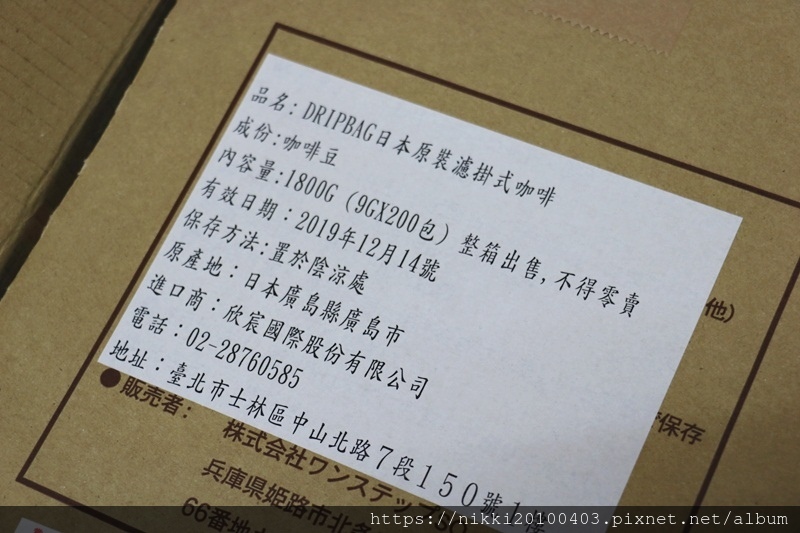 品名:DRIPBAG日本原裝濾掛式咖啡
成份:咖啡豆
內容量:1800G (9GX200包) 整箱出售,不得零賣
有效日期：2019年12月14號
保存方法:置於陰涼處
原產地：日本廣島縣廣島市
進口商：欣宸國際股份有限公司
電話：02-28760585
地址：臺北市士林區中山北路7段150號1樓
他)
保存
●販売者：
株式会社ワンステップ
兵庫県姫路市北条
66番地
https://nikki20100403.pixnet.net/album